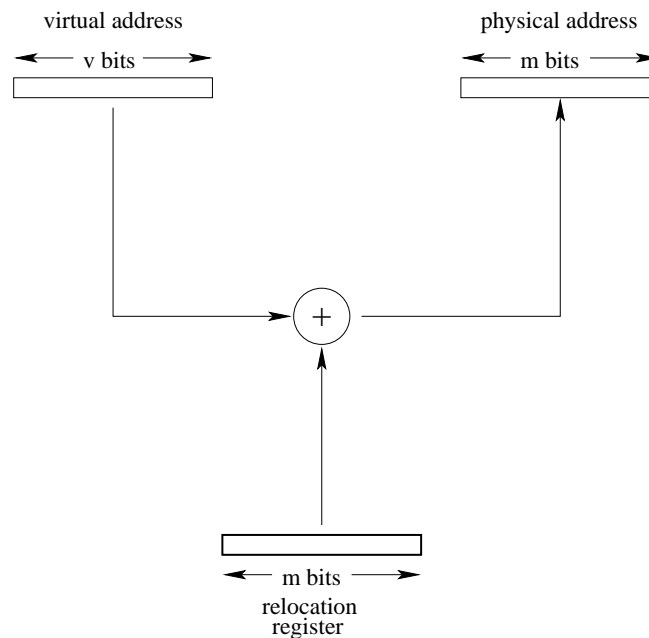 virtual address
v bits
physical address
m bits
+
m bits
relocation
register